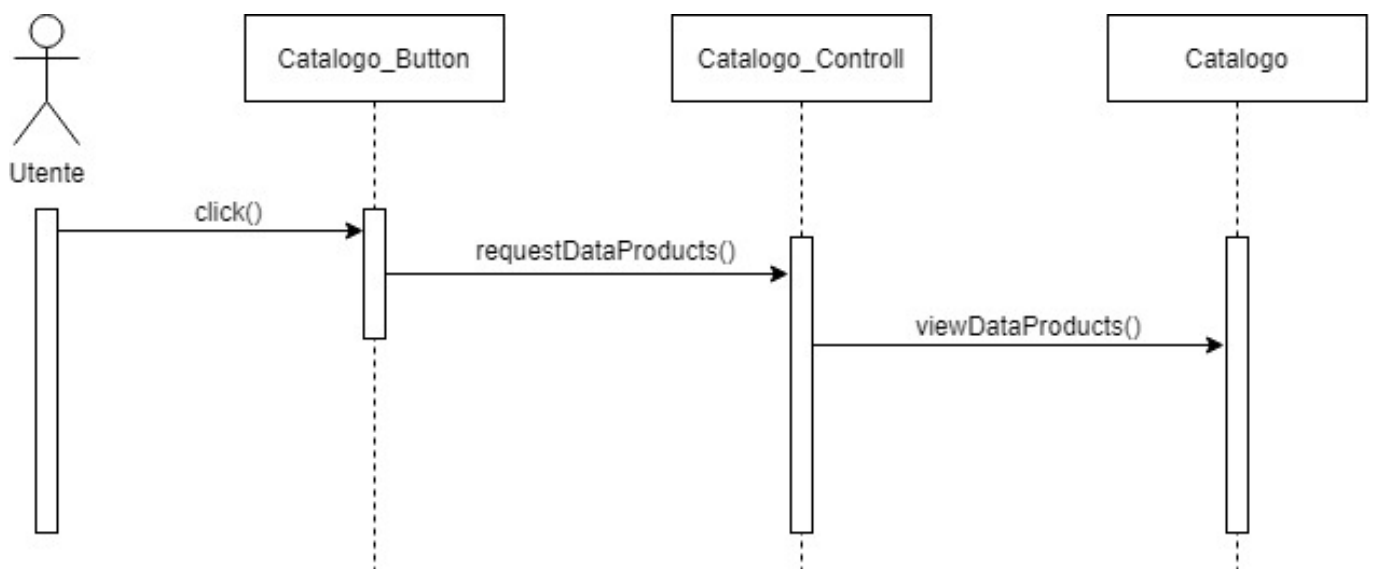 Catalogo_Button
Catalogo_Controll
Catalogo
Utente
click()
requestDataProducts()
viewDataProducts()